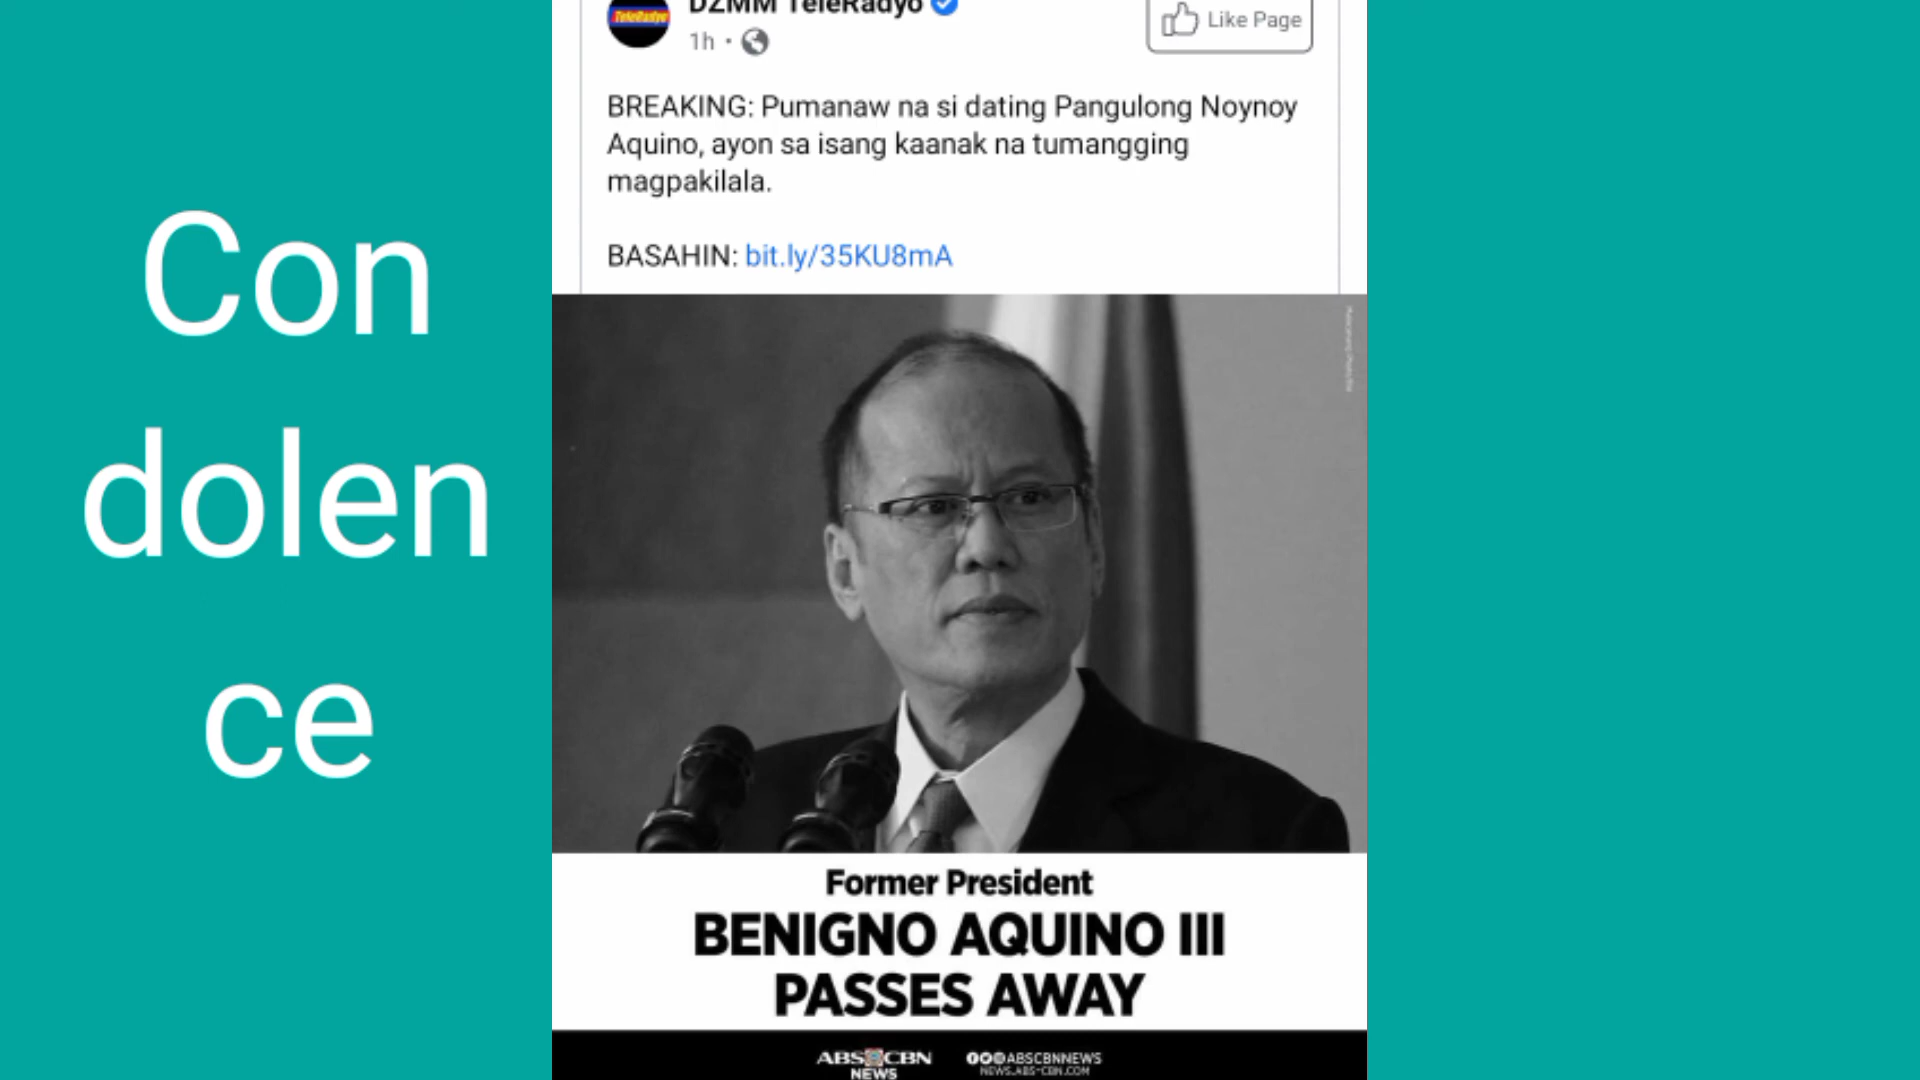 DZMM TeleRadyo
TeleRadyo
1h
Like Page
BREAKING: Pumanaw na si dating Pangulong Noynoy
Aquino, ayon sa isang kaanak na tumangging
magpakilala.
BASAHIN: bit.ly/35KU8mA
Con
dolen
ce
Former President
BENIGNO AQUINO III
PASSES AWAY
ABS CBN
NEWS
ABSCBNNEWS
NEWS.ABS-CBN.COM